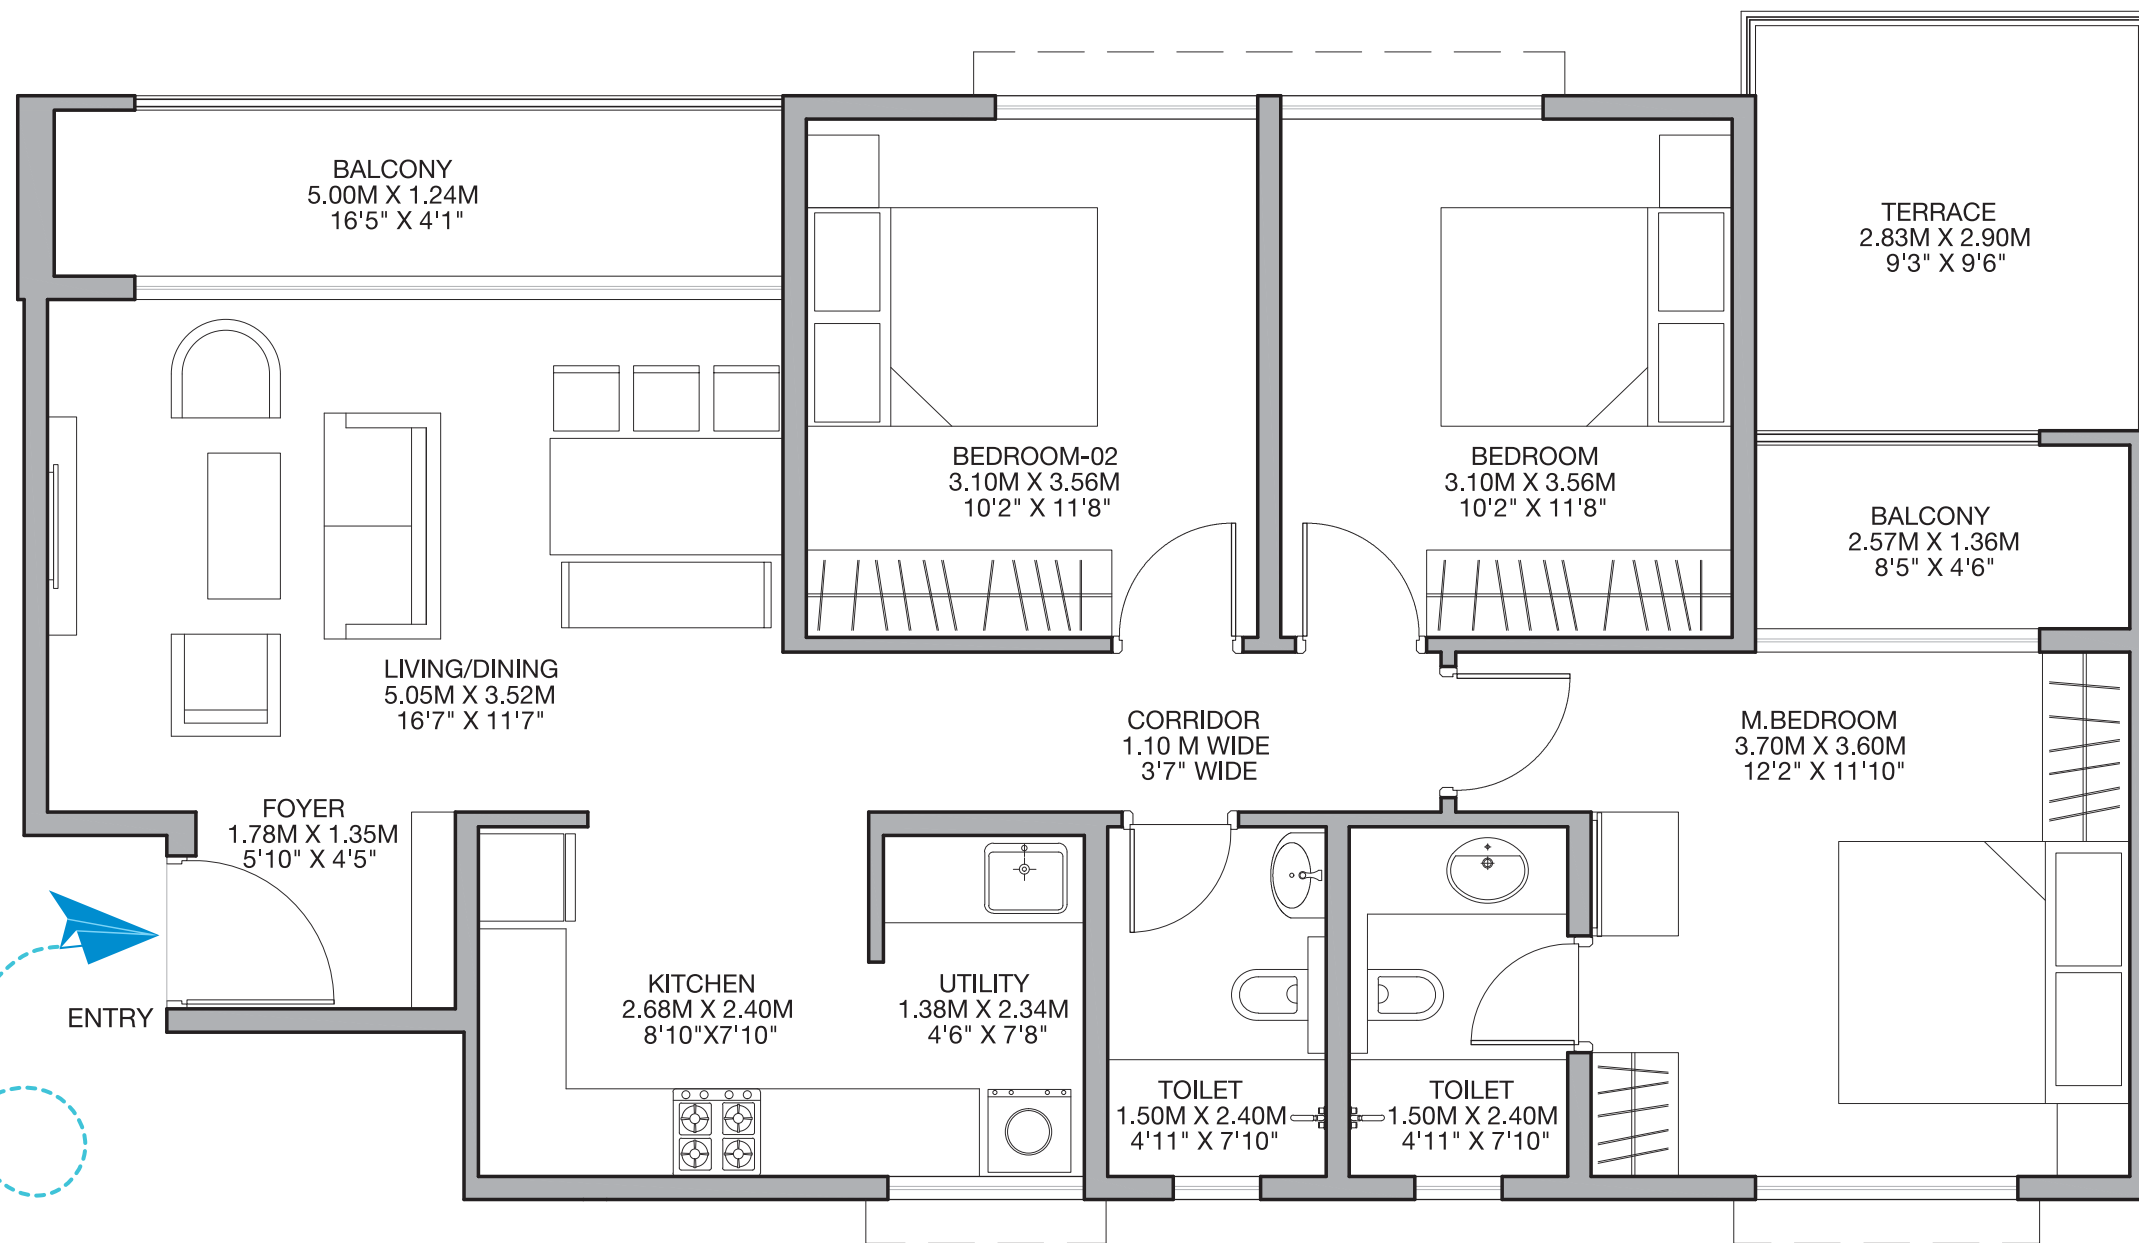 BALCONY
5.00M X 1.24M
16'5" X 4'1"
TERRACE
2.83M X 2.90M
9'3" X 9'6"
BEDROOM-02
3.10M X 3.56M
10'2" X 11'8"
BEDROOM
3.10M X 3.56M
10'2" X 11'8"
BALCONY
2.57M X 1.36M
8'5" X 4'6"
LIVING/DINING
5.05M X 3.52M
16'7" X 11'7"
CORRIDOR
1.10 M WIDE
3'7" WIDE
M.BEDROOM
3.70M X 3.60M
12'2" X 11'10"
FOYER
1.78M X 1.35M
5'10" X 4'5"
ENTRY
KITCHEN
2.68M X 2.40M
8'10"X7'10"
UTILITY
1.38M X 2.34M
4'6" X 7'8"
TOILET
1.50M X 2.40M
4'11" X 7'10"
TOILET
1.50M X 2.40M
4'11" X 7'10"